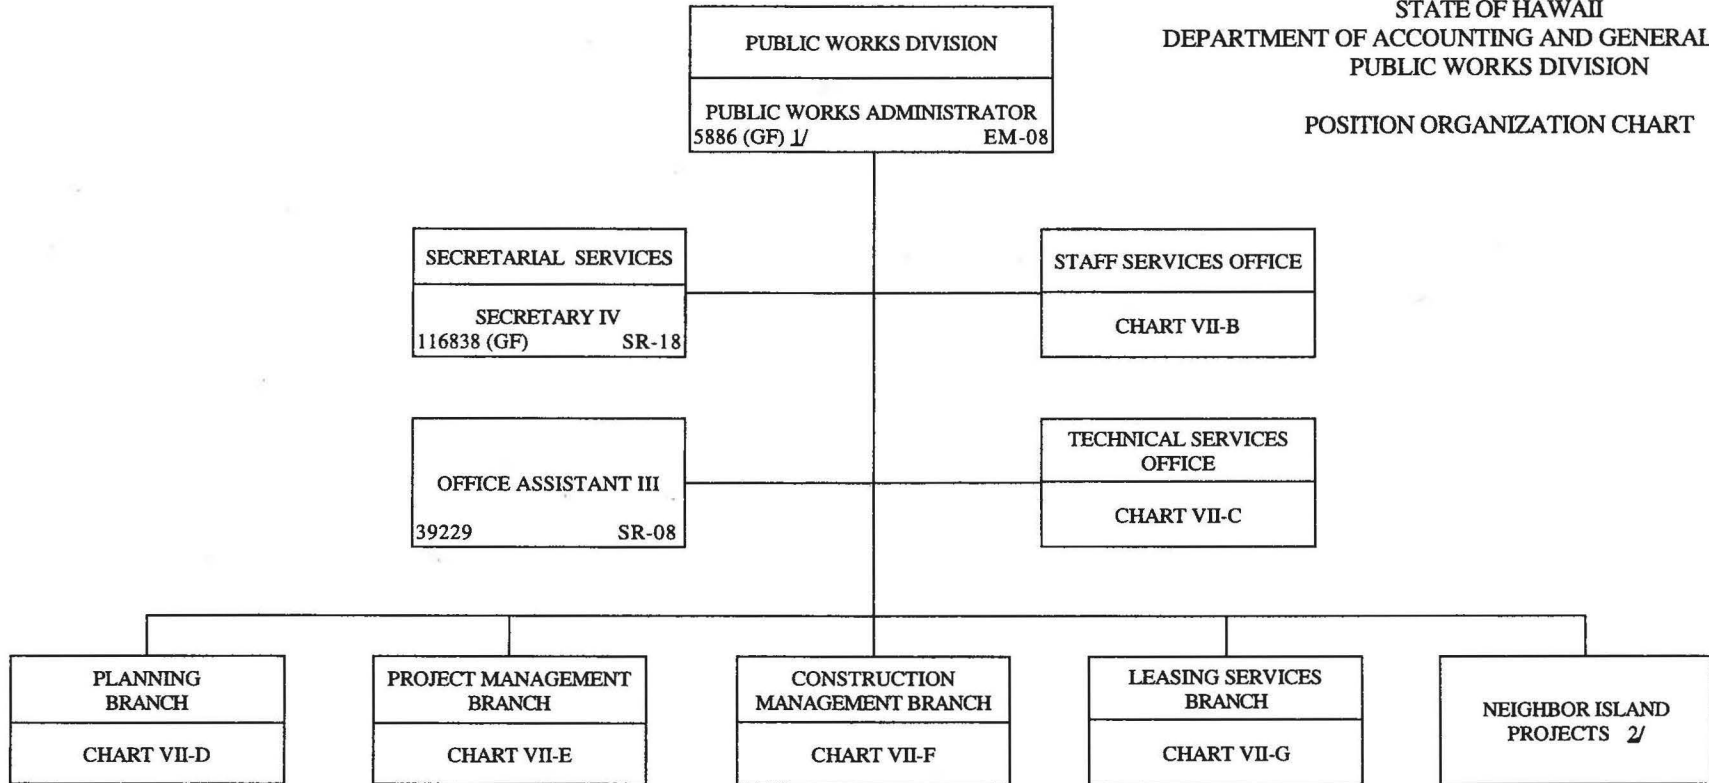 STATE OF HAWAII
DEPARTMENT OF ACCOUNTING AND GENERAL
PUBLIC WORKS DIVISION
POSITION ORGANIZATION CHART
PUBLIC WORKS DIVISION
PUBLIC WORKS ADMINISTRATOR
5886 (GF) 1/ EM-08
SECRETARIAL SERVICES
SECRETARY IV
116838 (GF) SR-18
STAFF SERVICES OFFICE
CHART VII-B
OFFICE ASSISTANT III
39229 SR-08
TECHNICAL SERVICES
OFFICE
CHART VII-C
PLANNING
BRANCH
CHART VII-D
PROJECT MANAGEMENT
BRANCH
CHART VII-E
CONSTRUCTION
MANAGEMENT BRANCH
CHART VII-F
LEASING SERVICES
BRANCH
CHART VII-G
NEIGHBOR ISLAND
PROJECTS 2/